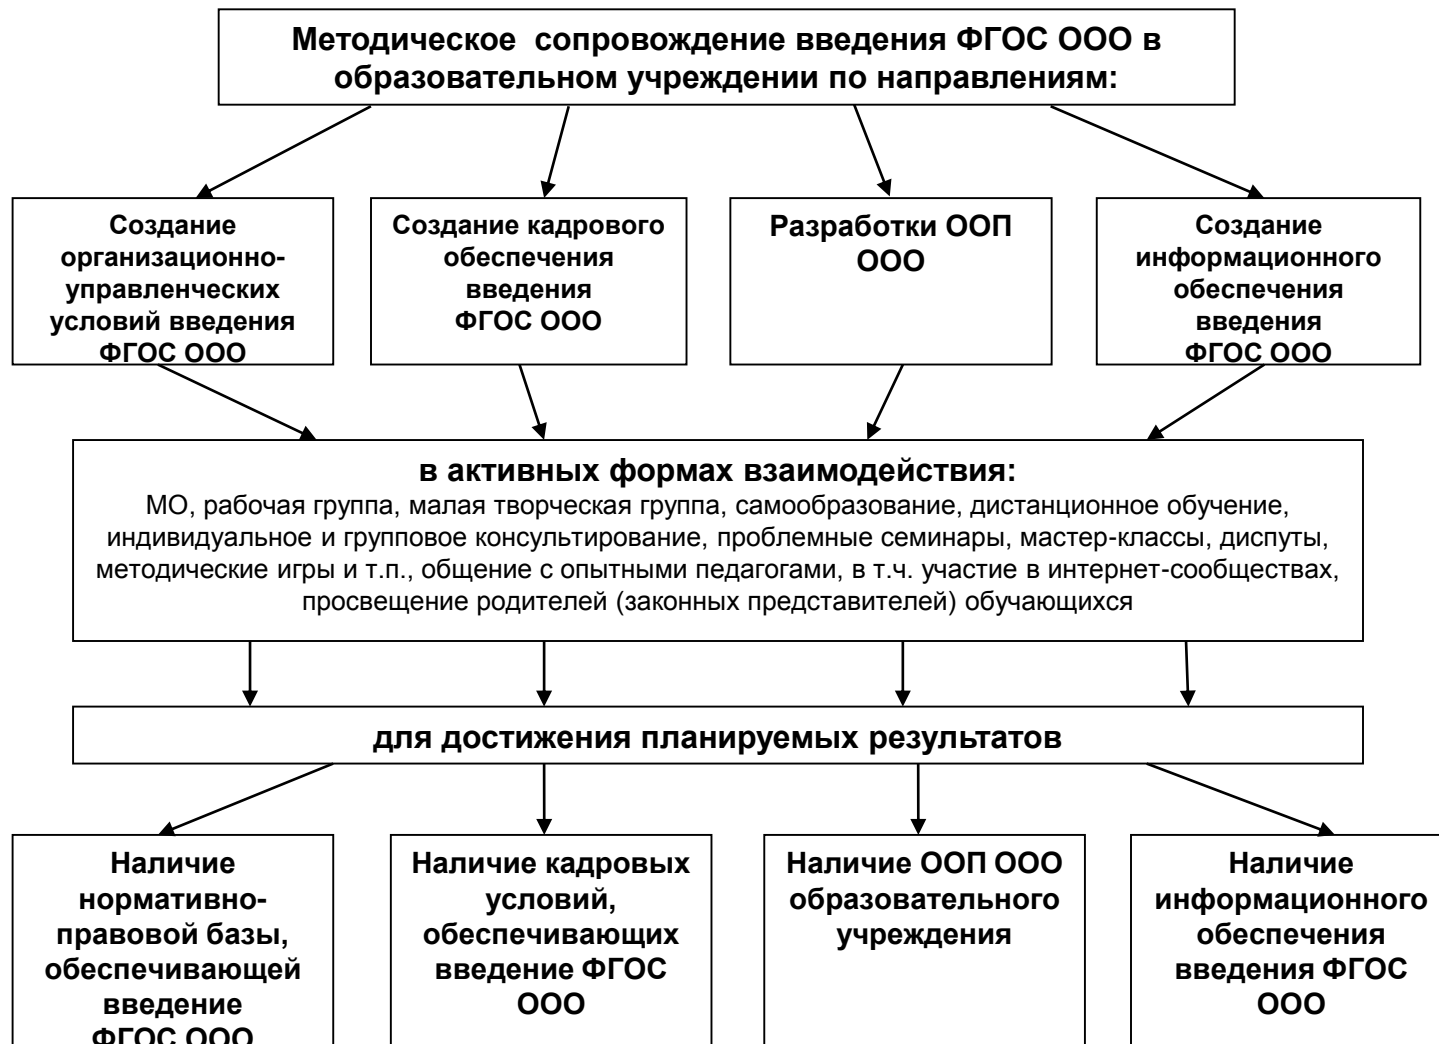 Методическое сопровождение введения ФГОС ООО в
образовательном учреждении по направлениям:
Создание
организационно-
управленческих
условий введения
ФГОС ООО
Создание кадрового
обеспечения
введения
ФГОС ООО
Разработки ООП
ООО
Создание
информационного
обеспечения
введения
ФГОС ООО
в активных формах взаимодействия:
МО, рабочая группа, малая творческая группа, самообразование, дистанционное обучение,
индивидуальное и групповое консультирование, проблемные семинары, мастер-классы, диспуты,
методические игры и т.п., общение с опытными педагогами, в т.ч. участие в интернет-сообществах,
просвещение родителей (законных представителей) обучающихся
для достижения планируемых результатов
Наличие
нормативно-
правовой базы,
обеспечивающей
введение
ФГОС ООО
Наличие кадровых
условий,
обеспечивающих
введение ФГОС
ООО
Наличие ООП ООО
образовательного
учреждения
Наличие
информационного
обеспечения
введения ФГОС
ООО